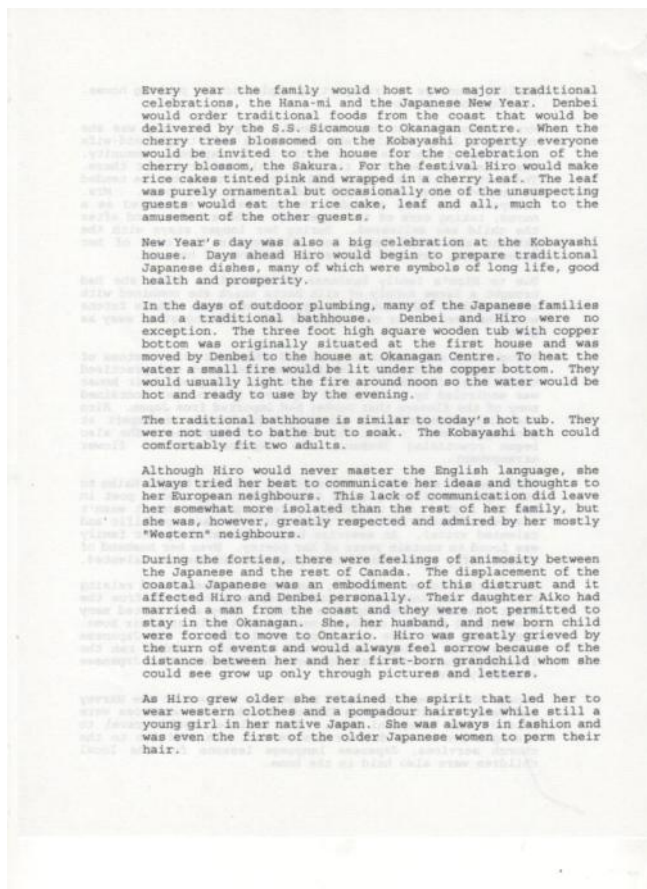 Every year the family would host two major traditional
celebrations, the Hana-mi and the Japanese New Year. Denbei
would order traditional foods from the coast that would be
delivered by the S.S. Sicamous to Okanagan Centre. When the
cherry trees blossomed on the Kobayashi property everyone
would be invited to the house for the celebration of the
cherry blossom, the Sakura. For the festival Hiro would make
rice cakes tinted pink and wrapped in a cherry leaf. The leaf
was purely ornamental but occasionally one of the unsuspecting
guests would eat the rice cake, leaf and all, much to the
amusement of the other guests.
New Year's day was also a big celebration at the Kobayashi
house. Days ahead Hiro would begin to prepare traditional
Japanese dishes, many of which were symbols of long life, good
health and prosperity.
In the days of outdoor plumbing, many of the Japanese families
had a traditional bathhouse. Denbei and Hiro were no
exception. The three foot high square wooden tub with copper
bottom was originally situated at the first house and was
moved by Denbei to the house at Okanagan Centre. To heat the
water a small fire would be lit under the copper bottom. They
would usually light the fire around noon so the water would be
hot and ready to use by the evening.
The traditional bathhouse is similar to today's hot tub. They
were not used to bathe but to soak. The Kobayashi bath could
comfortably fit two adults.
Although Hiro would never master the English language, she
always tried her best to communicate her ideas and thoughts to
her European neighbours. This lack of communication did leave
her somewhat more isolated than the rest of her family, but
she was, however, greatly respected and admired by her mostly
"Western" neighbours.
During the forties, there were feelings of animosity between
the Japanese and the rest of Canada. The displacement of the
coastal Japanese was an embodiment of this distrust and it
affected Hiro and Denbei personally. Their daughter Aiko had
married a man from the coast and they were not permitted to
stay in the Okanagan. She, her husband, and new born child
were forced to move to Ontario. Hiro was greatly grieved by
the turn of events and would always feel sorrow because of the
distance between her and her first-born grandchild whom she
could see grow up only through pictures and letters.
As Hiro grew older she retained the spirit that led her to
wear western clothes and a pompadour hairstyle while still a
young girl in her native Japan. She was always in fashion and
was even the first of the older Japanese women to perm their
hair.